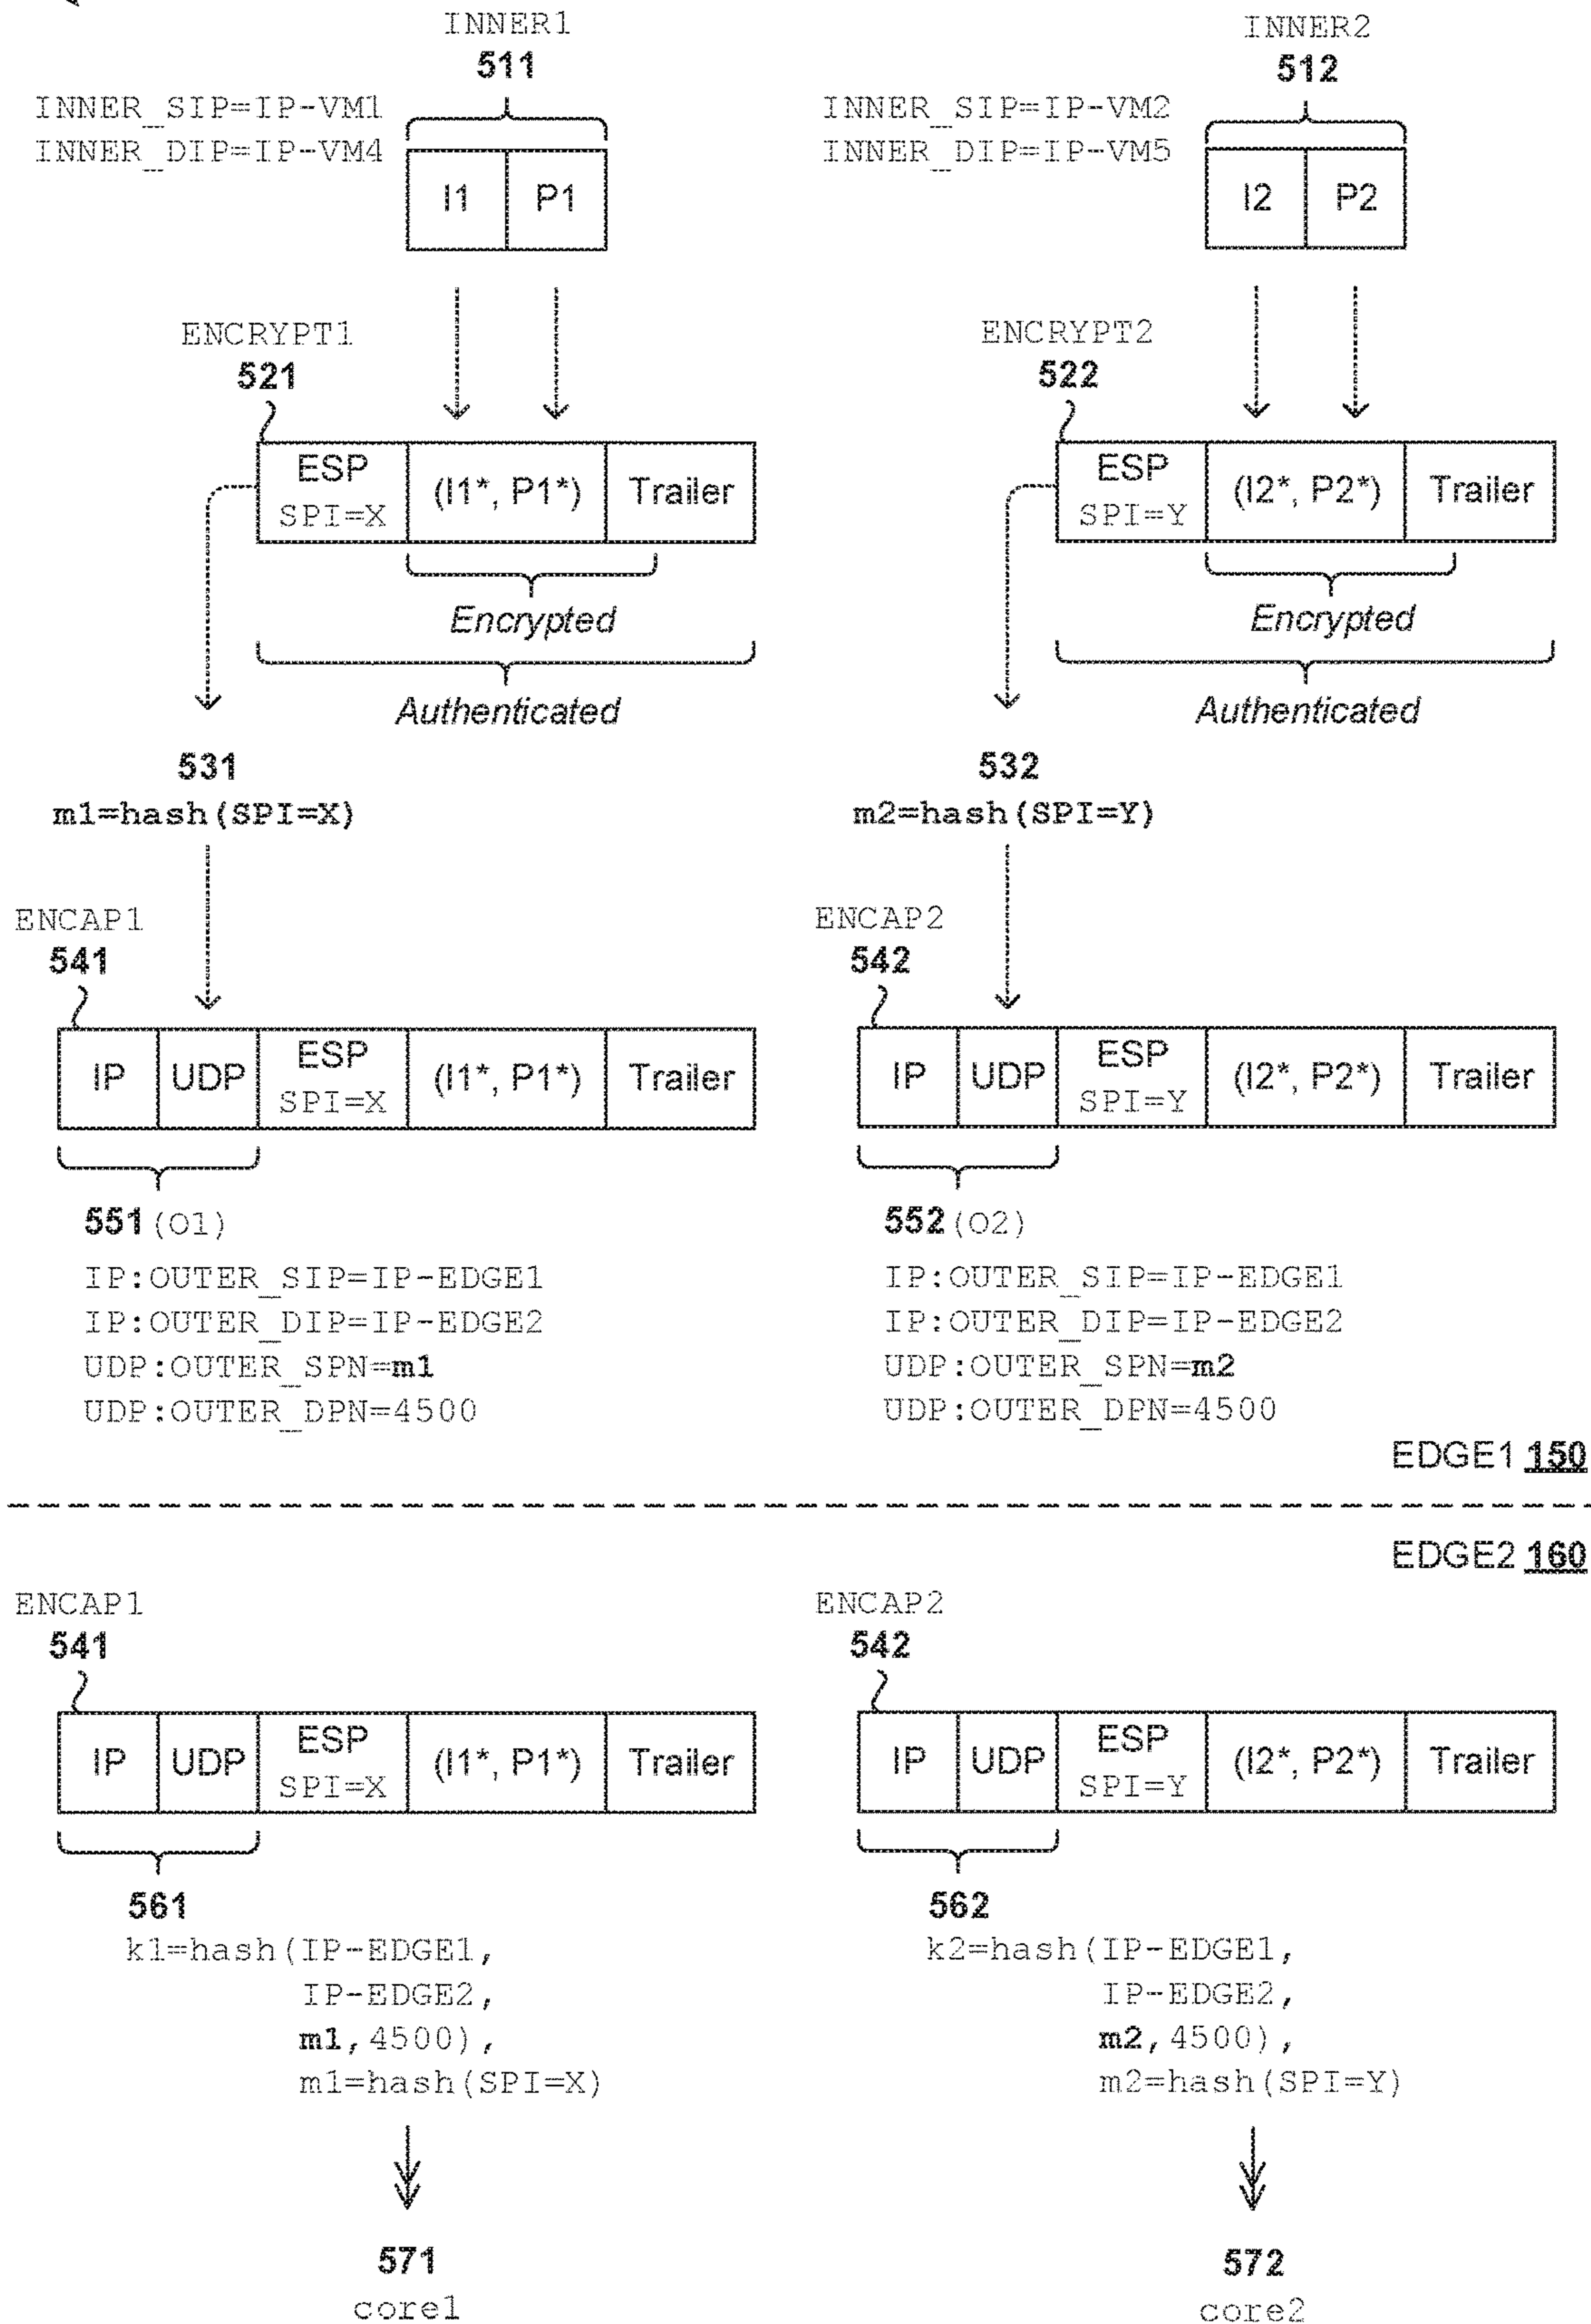 INNER1
511
INNER_SIP=IP-VM1
INNER_DIP=IP-VM4
I1 P1
INNER2
512
INNER_SIP=IP-VM2
INNER_DIP=IP-VM5
I2 P2
ENCRYPT1
521
ESP (I1*, P1*) Trailer
SPI=X
Encrypted
Authenticated
ENCRYPT2
522
ESP (I2*, P2*) Trailer
SPI=Y
Encrypted
Authenticated
531
m1=hash(SPI=X)
532
m2=hash(SPI=Y)
ENCAP1
541
IP UDP ESP (I1*, P1*) Trailer
SPI=X
551 (O1)
IP:OUTER_SIP=IP-EDGE1
IP:OUTER_DIP=IP-EDGE2
UDP:OUTER_SPN=m1
UDP:OUTER_DPN=4500
ENCAP2
542
IP UDP ESP (I2*, P2*) Trailer
SPI=Y
552 (O2)
IP:OUTER_SIP=IP-EDGE1
IP:OUTER_DIP=IP-EDGE2
UDP:OUTER_SPN=m2
UDP:OUTER_DPN=4500
EDGE1 150
EDGE2 160
ENCAP1
541
IP UDP ESP (I1*, P1*) Trailer
SPI=X
561
k1=hash(IP-EDGE1,
IP-EDGE2,
m1,4500),
m1=hash(SPI=X)
571
core1
ENCAP2
542
IP UDP ESP (I2*, P2*) Trailer
SPI=Y
562
k2=hash(IP-EDGE1,
IP-EDGE2,
m2,4500),
m2=hash(SPI=Y)
572
core2